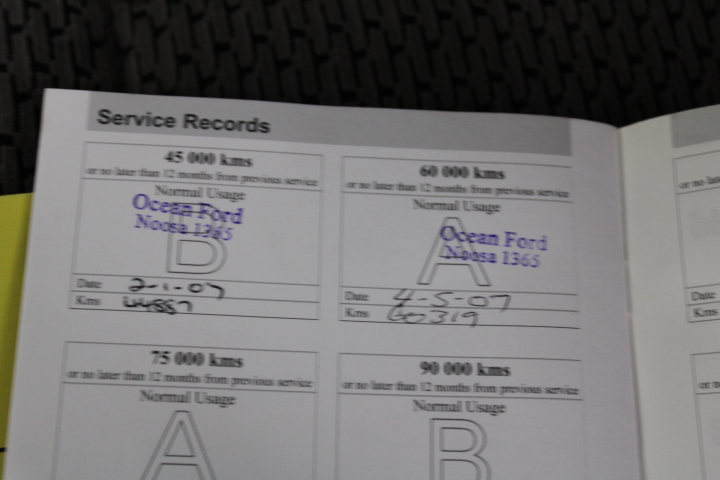 Service Records
45 000 kms
or no later than 12 months from previous service
Normal Usage
Ocean Ford
Noosa 1365
B
Date 2-1-07
Kms 44557
60 000 kms
or no later than 12 months from previous service
Normal Usage
A
Ocean Ford
Noosa 1365
Date 4-5-07
Kms 60319
75 000 kms
or no later than 12 months from previous service
Normal Usage
A
90 000 kms
or no later than 12 months from previous service
Normal Usage
B
or no
Date
Kms